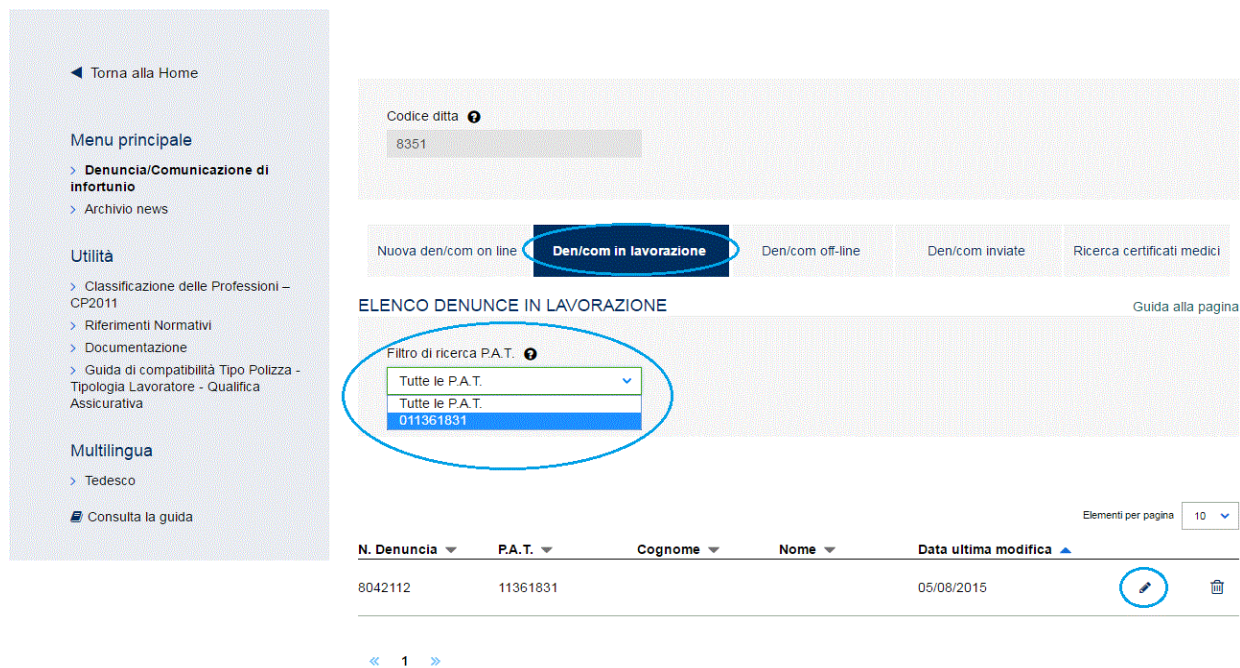 Torna alla Home
Menu principale
Denuncia/Comunicazione di
infortunio
Archivio news
Utilità
Classificazione delle Professioni –
CP2011
Riferimenti Normativi
Documentazione
Guida di compatibilità Tipo Polizza -
Tipologia Lavoratore - Qualifica
Assicurativa
Multilingua
Tedesco
Consulta la guida
Codice ditta
8351
Nuova den/com on line Den/com in lavorazione Den/com off-line Den/com inviate Ricerca certificati medici
ELENCO DENUNCE IN LAVORAZIONE Guida alla pagina
Filtro di ricerca P.A.T.
Tutte le P.A.T.
Tutte le P.A.T.
011361831
Elementi per pagina 10
N. Denuncia P.A.T. Cognome Nome Data ultima modifica
8042112 11361831 05/08/2015
« 1 »